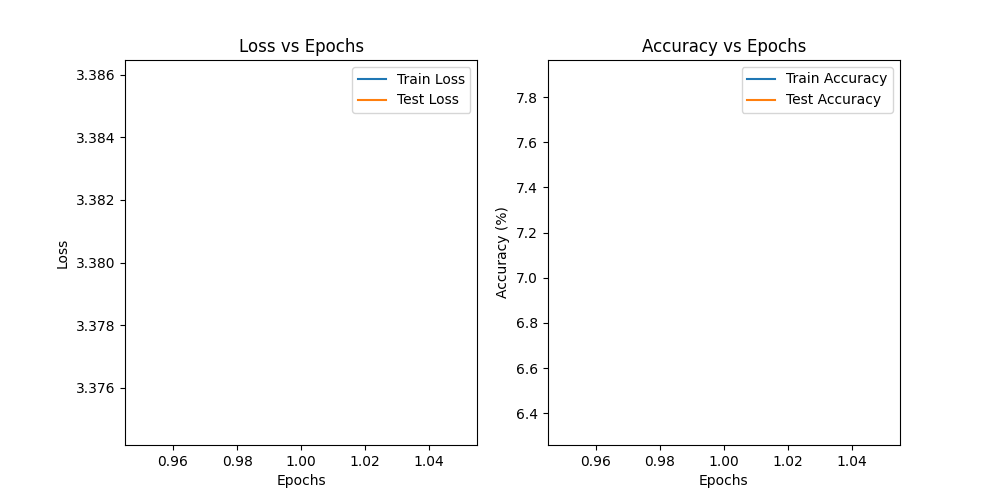 Loss vs Epochs
3.386
3.384
3.382
3.380
3.378
3.376
Loss
Train Loss
Test Loss
0.96 0.98 1.00 1.02 1.04
Epochs
Accuracy vs Epochs
7.8
7.6
7.4
7.2
7.0
6.8
6.6
6.4
Accuracy (%)
Train Accuracy
Test Accuracy
0.96 0.98 1.00 1.02 1.04
Epochs